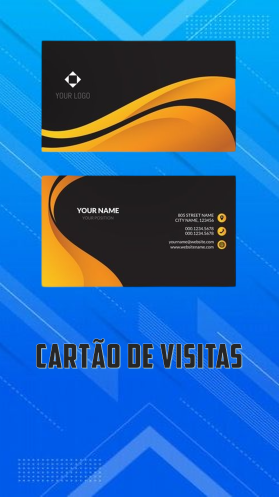 YOUR LOGO
YOUR NAME
YOUR POSITION
805 STREET NAME
CITY NAME, 123456
000.1234.5678
000.1234.5678
yourname@website.com
www.yourname.com
CARTÃO DE VISITAS